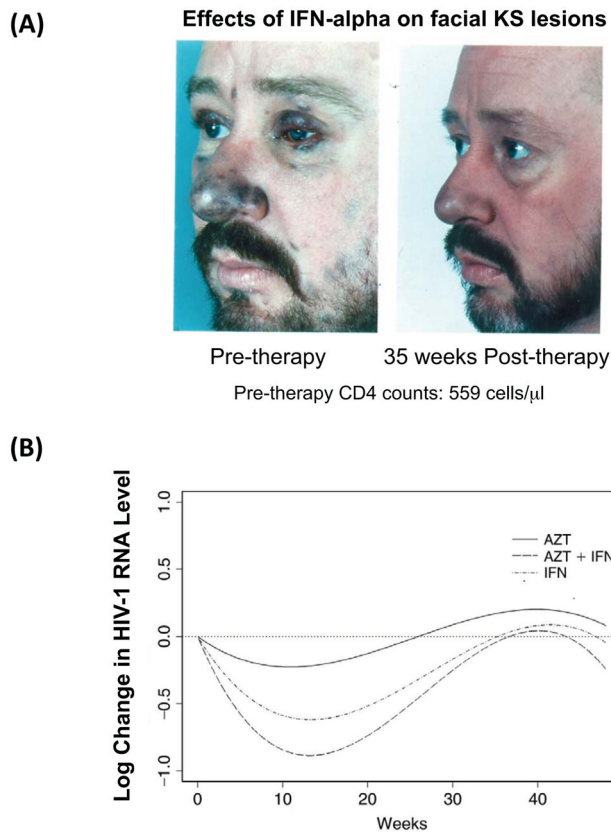 (A)
Effects of IFN-alpha on facial KS lesions
Pre-therapy
35 weeks Post-therapy
Pre-therapy CD4 counts: 559 cells/μl
(B)
Log Change in HIV-1 RNA Level
1.0
0.5
0.0
−0.5
−1.0
AZT
AZT + IFN
IFN
0
10
20
30
40
Weeks